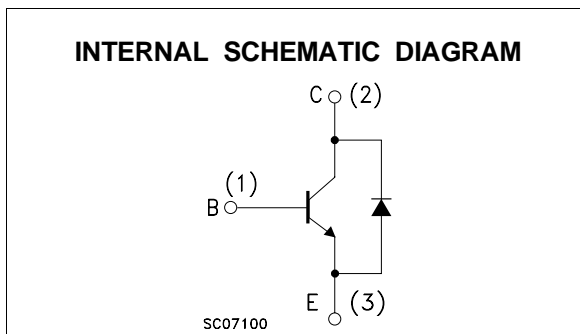 INTERNAL SCHEMATIC DIAGRAM
C (2)
(1)
B
E (3)
SC07100